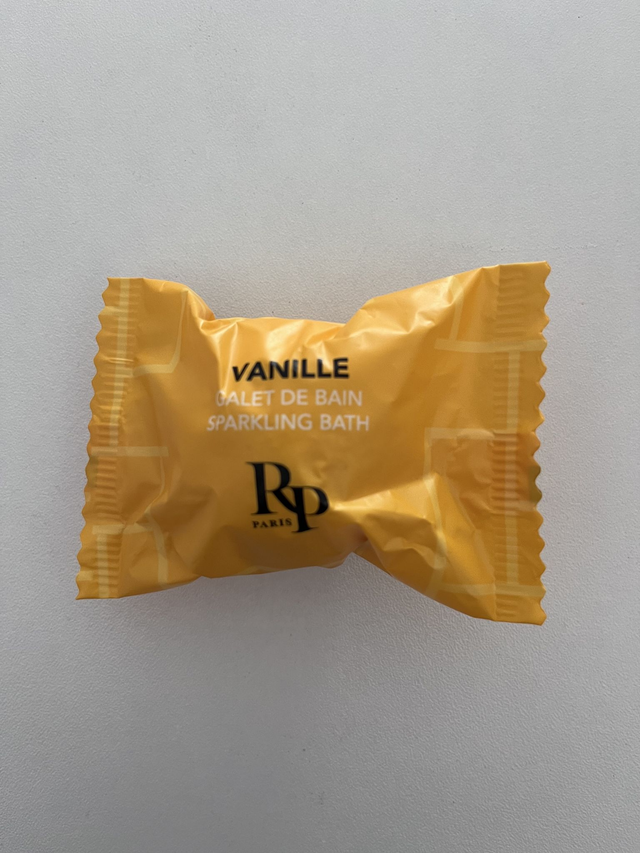 VANILLE
GALET DE BAIN
SPARKLING BATH
RP
PARIS